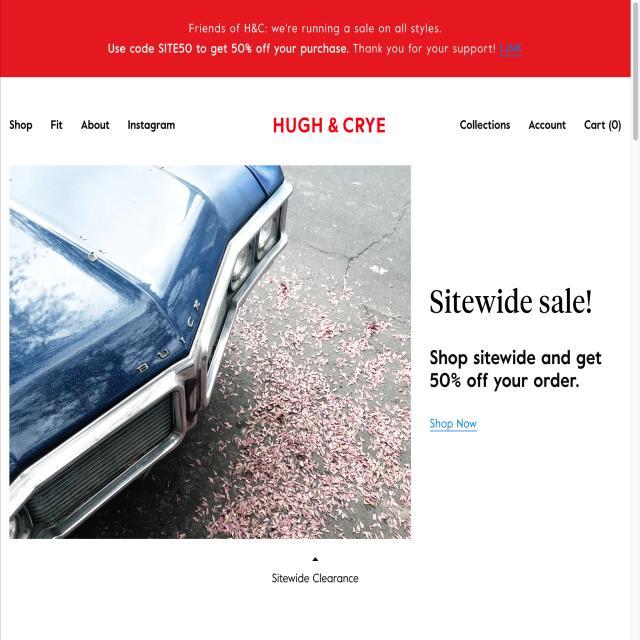 Friends of H&C: we're running a sale on all styles.
Use code SITE50 to get 50% off your purchase. Thank you for your support! LINK
Shop Fit About Instagram HUGH & CRYE Collections Account Cart (0)
BUICK
Sitewide sale!
Shop sitewide and get
50% off your order.
Shop Now
Sitewide Clearance